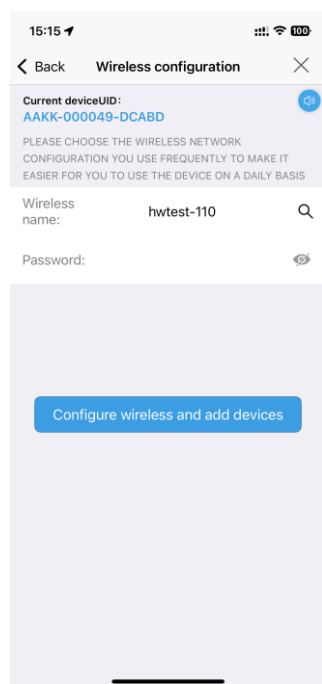 15:15
100
Back
Wireless configuration
Current deviceUID:
AAKK-000049-DCABD
PLEASE CHOOSE THE WIRELESS NETWORK
CONFIGURATION YOU USE FREQUENTLY TO MAKE IT
EASIER FOR YOU TO USE THE DEVICE ON A DAILY BASIS
Wireless
name:
hwtest-110
Password:
Configure wireless and add devices